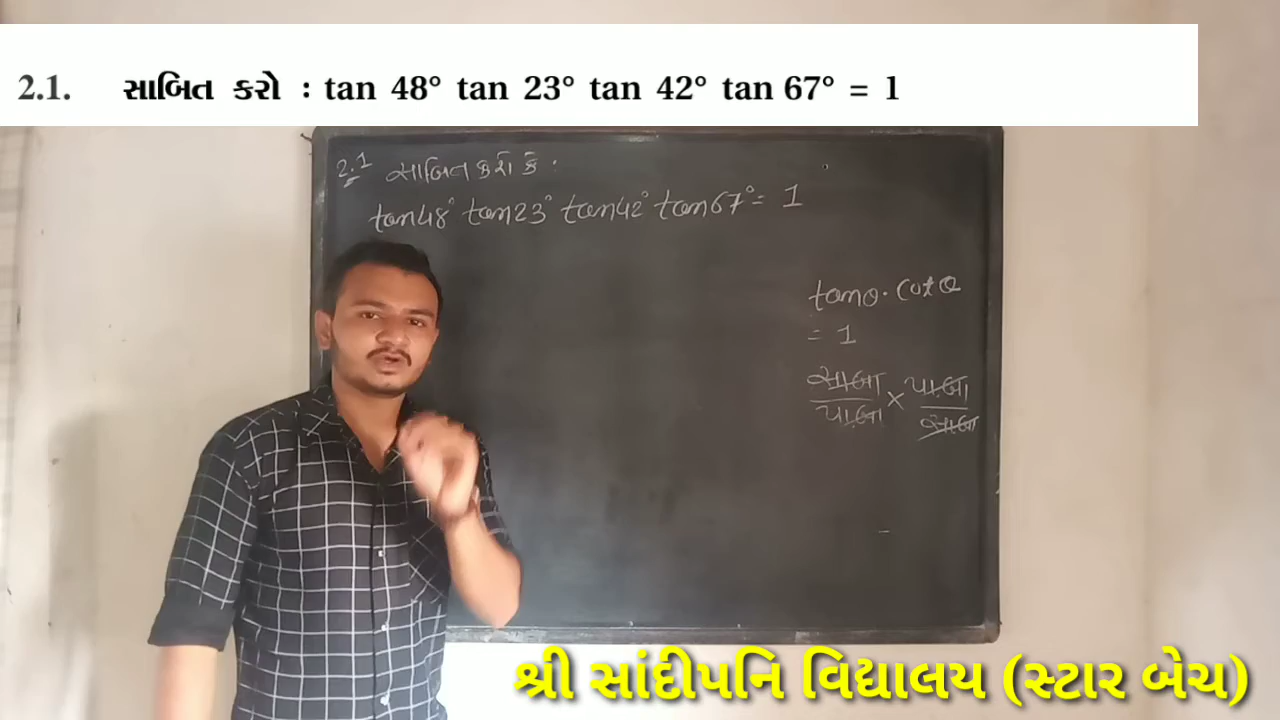 2.1. સાબિત કરો : tan 48° tan 23° tan 42° tan 67° = 1
2.1 સાબિત કરો કે :
tan48° tan23° tan42° tan67° = 1
tanθ · cotθ
= 1
સાબા / પાબા × પાબા / સાબા
શ્રી સાંદીપનિ વિદ્યાલય (સ્ટાર બેચ)